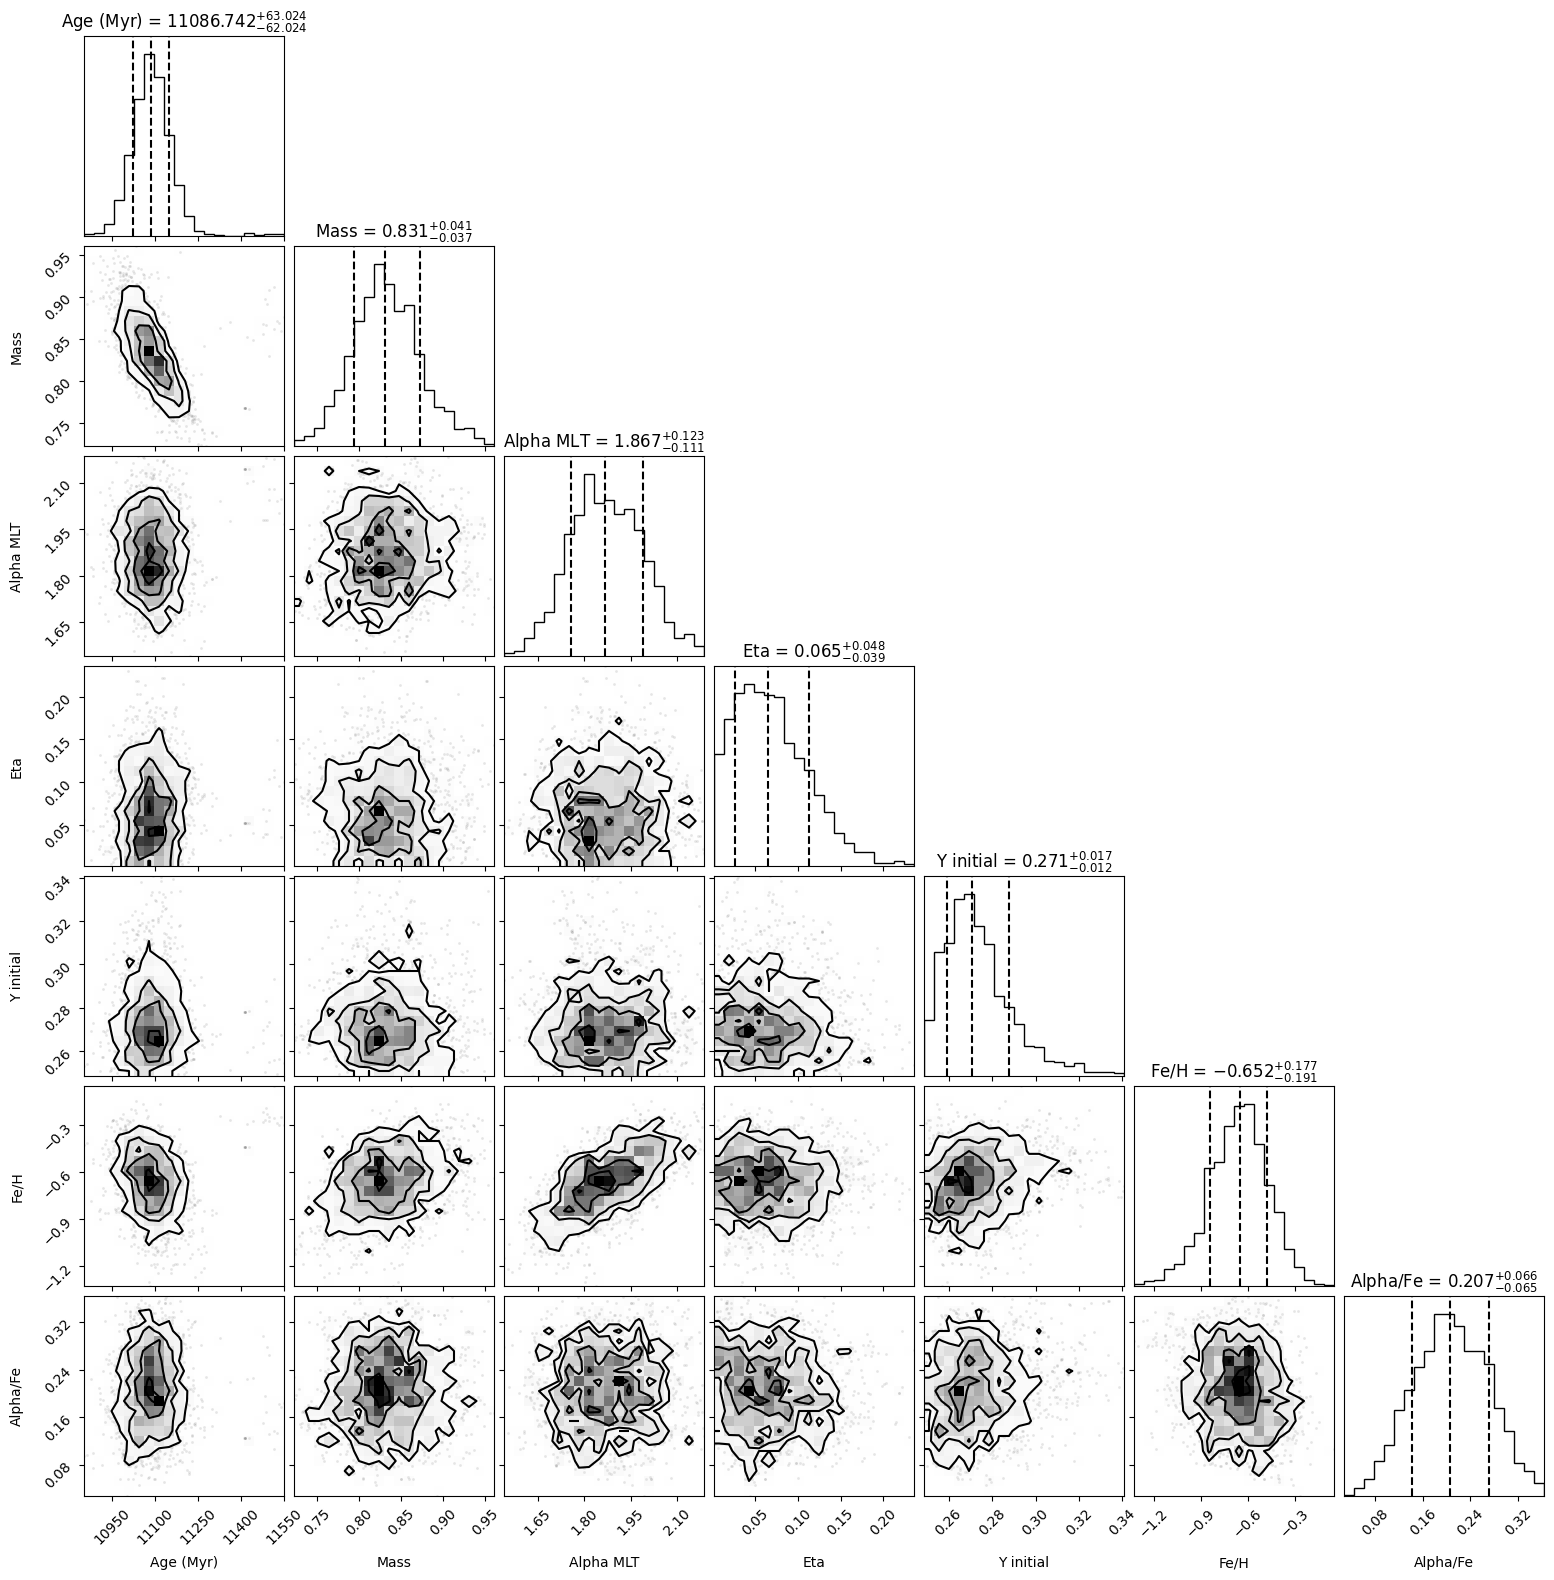 Age (Myr) = 11086.742+63.024−62.024
Mass = 0.831+0.041−0.037
0.95
0.90
0.85
0.80
0.75
Mass
Alpha MLT = 1.867+0.123−0.111
2.10
1.95
1.80
1.65
Alpha MLT
Eta = 0.065+0.048−0.039
0.20
0.15
0.10
0.05
Eta
Y initial = 0.271+0.017−0.012
0.34
0.32
0.30
0.28
0.26
Y initial
Fe/H = −0.652+0.177−0.191
−0.3
−0.6
−0.9
−1.2
Fe/H
Alpha/Fe = 0.207+0.066−0.065
0.32
0.24
0.16
0.08
Alpha/Fe
10950 11100 11250 11400 11550 0.75 0.80 0.85 0.90 0.95 1.65 1.80 1.95 2.10 0.05 0.10 0.15 0.20 0.26 0.28 0.30 0.32 0.34 −1.2 −0.9 −0.6 −0.3 0.08 0.16 0.24 0.32
Age (Myr) Mass Alpha MLT Eta Y initial Fe/H Alpha/Fe